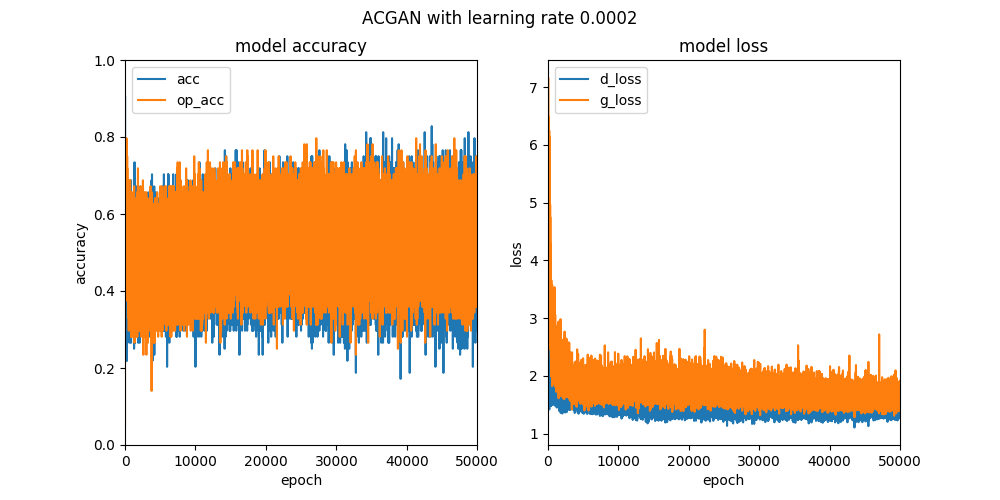 ACGAN with learning rate 0.0002
model accuracy
acc
op_acc
accuracy
1.0
0.8
0.6
0.4
0.2
0.0
0 10000 20000 30000 40000 50000
epoch
model loss
d_loss
g_loss
loss
7
6
5
4
3
2
1
0 10000 20000 30000 40000 50000
epoch